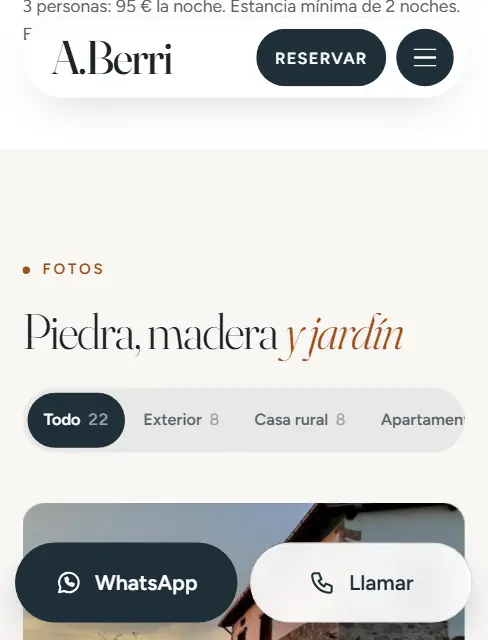 3 personas: 95 € la noche. Estancia mínima de 2 noches.
A.Berri
RESERVAR
FOTOS
Piedra, madera y jardín
Todo 22 Exterior 8 Casa rural 8 Apartamen
WhatsApp Llamar